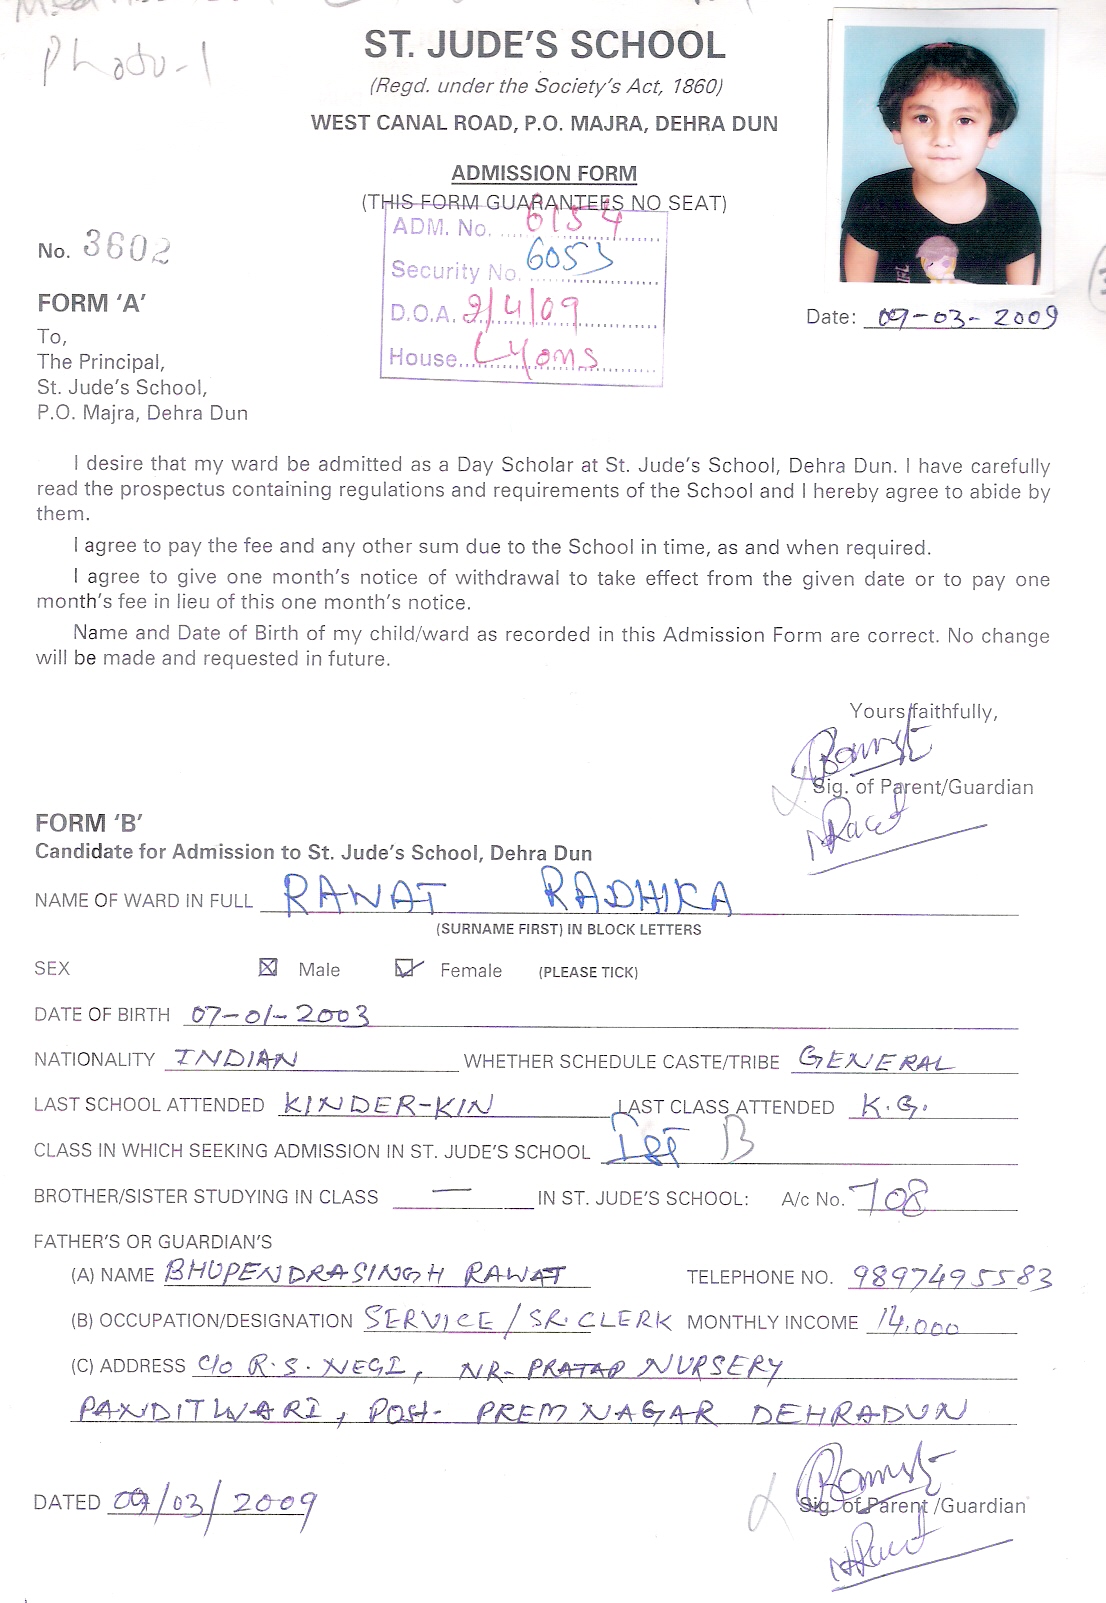 Photo-1
ST. JUDE'S SCHOOL
(Regd. under the Society's Act, 1860)
WEST CANAL ROAD, P.O. MAJRA, DEHRA DUN
ADMISSION FORM
(THIS FORM GUARANTEES NO SEAT)
ADM. No. 6154
No. 3602
Security No. 6053
D.O.A. 2/4/09
House Lyons
FORM 'A'
Date: 09-03-2009
To,
The Principal,
St. Jude's School,
P.O. Majra, Dehra Dun
I desire that my ward be admitted as a Day Scholar at St. Jude's School, Dehra Dun. I have carefully
read the prospectus containing regulations and requirements of the School and I hereby agree to abide by
them.
I agree to pay the fee and any other sum due to the School in time, as and when required.
I agree to give one month's notice of withdrawal to take effect from the given date or to pay one
month's fee in lieu of this one month's notice.
Name and Date of Birth of my child/ward as recorded in this Admission Form are correct. No change
will be made and requested in future.
Yours faithfully,
Sig. of Parent/Guardian
FORM 'B'
Candidate for Admission to St. Jude's School, Dehra Dun
NAME OF WARD IN FULL RAWAT RADHIKA
(SURNAME FIRST) IN BLOCK LETTERS
SEX Male Female (PLEASE TICK)
DATE OF BIRTH 07-01-2003
NATIONALITY INDIAN WHETHER SCHEDULE CASTE/TRIBE GENERAL
LAST SCHOOL ATTENDED KINDER-KIN LAST CLASS ATTENDED K.G.
CLASS IN WHICH SEEKING ADMISSION IN ST. JUDE'S SCHOOL Ist B
BROTHER/SISTER STUDYING IN CLASS — IN ST. JUDE'S SCHOOL: A/c No. 708
FATHER'S OR GUARDIAN'S
(A) NAME BHUPENDRASINGH RAWAT TELEPHONE NO. 9897495583
(B) OCCUPATION/DESIGNATION SERVICE/SR. CLERK MONTHLY INCOME 14,000
(C) ADDRESS C/o R.S. NEGI, NR- PRATAP NURSERY
PANDITWARI, POST- PREM NAGAR DEHRADUN
DATED 09/03/2009
Sig. of Parent /Guardian